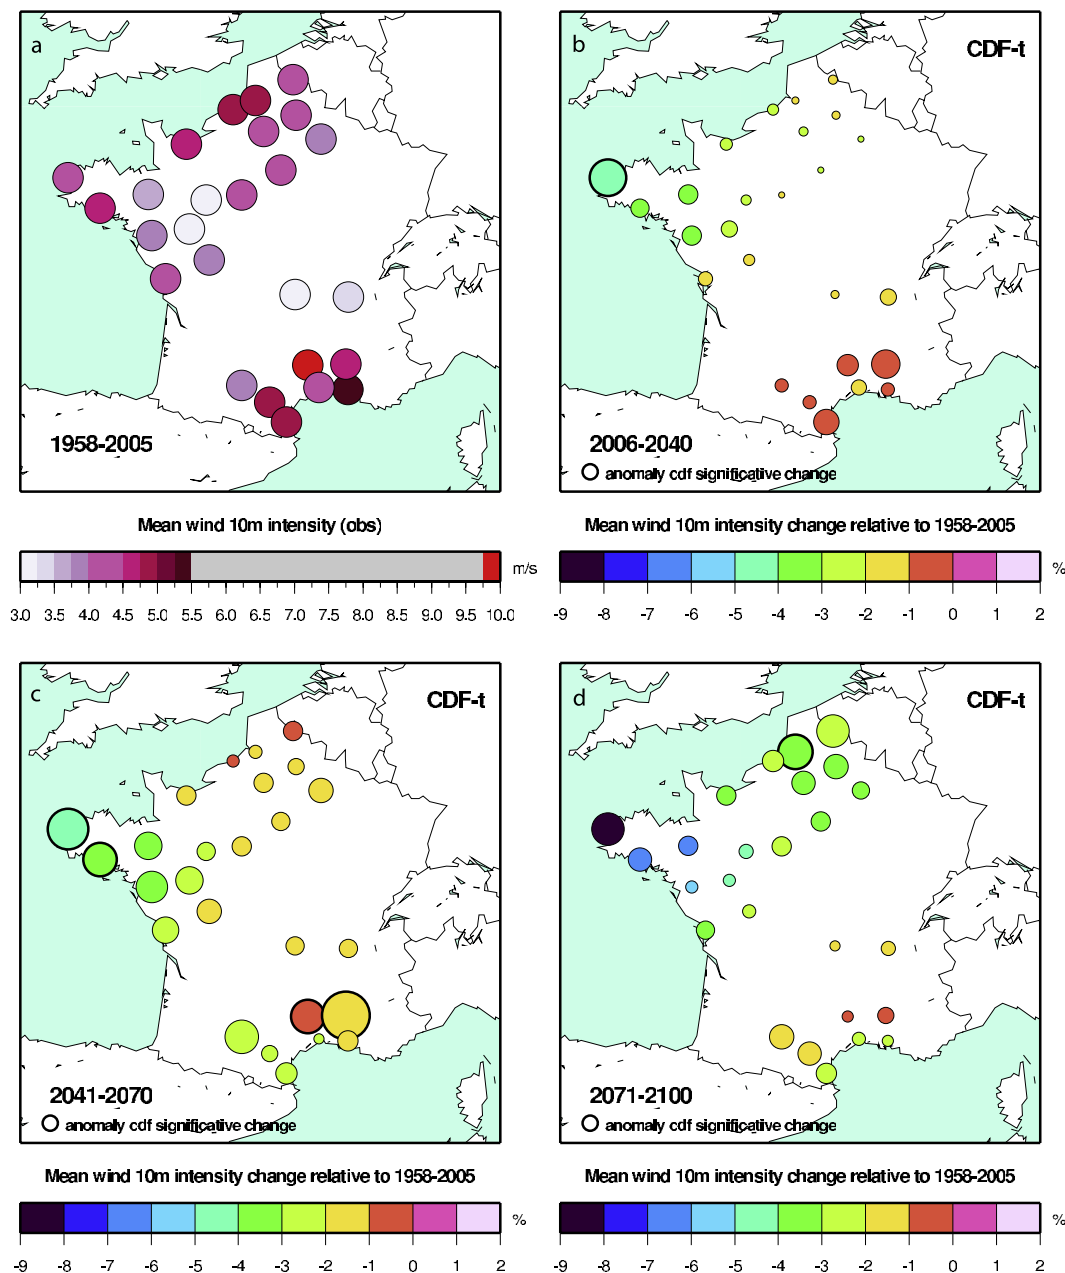 a
1958-2005
Mean wind 10m intensity (obs)
m/s
3.0 3.5 4.0 4.5 5.0 5.5 6.0 6.5 7.0 7.5 8.0 8.5 9.0 9.5 10.0
b
CDF-t
2006-2040
anomaly cdf significative change
Mean wind 10m intensity change relative to 1958-2005
%
-9 -8 -7 -6 -5 -4 -3 -2 -1 0 1 2
c
CDF-t
2041-2070
anomaly cdf significative change
Mean wind 10m intensity change relative to 1958-2005
%
-9 -8 -7 -6 -5 -4 -3 -2 -1 0 1 2
d
CDF-t
2071-2100
anomaly cdf significative change
Mean wind 10m intensity change relative to 1958-2005
%
-9 -8 -7 -6 -5 -4 -3 -2 -1 0 1 2